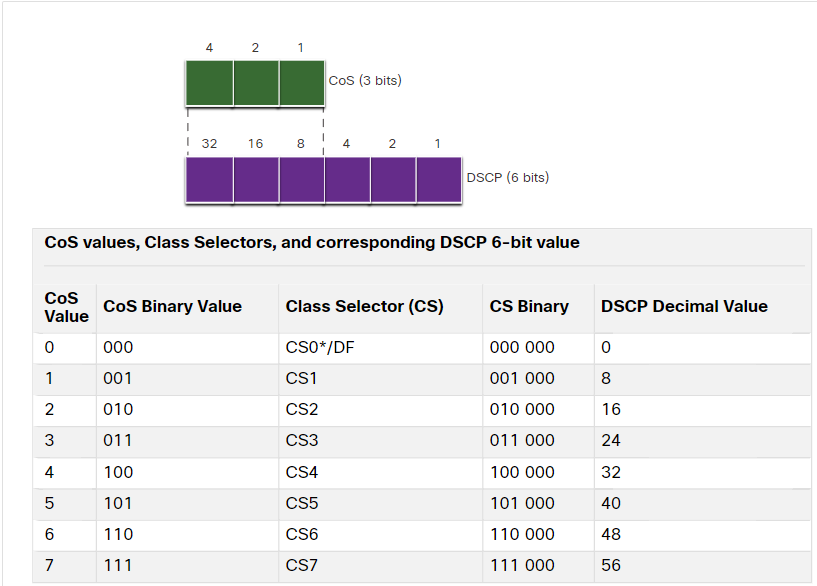 4 2 1
CoS (3 bits)
32 16 8 4 2 1
DSCP (6 bits)
CoS values, Class Selectors, and corresponding DSCP 6-bit value
CoS Value CoS Binary Value Class Selector (CS) CS Binary DSCP Decimal Value
0 000 CS0*/DF 000 000 0
1 001 CS1 001 000 8
2 010 CS2 010 000 16
3 011 CS3 011 000 24
4 100 CS4 100 000 32
5 101 CS5 101 000 40
6 110 CS6 110 000 48
7 111 CS7 111 000 56